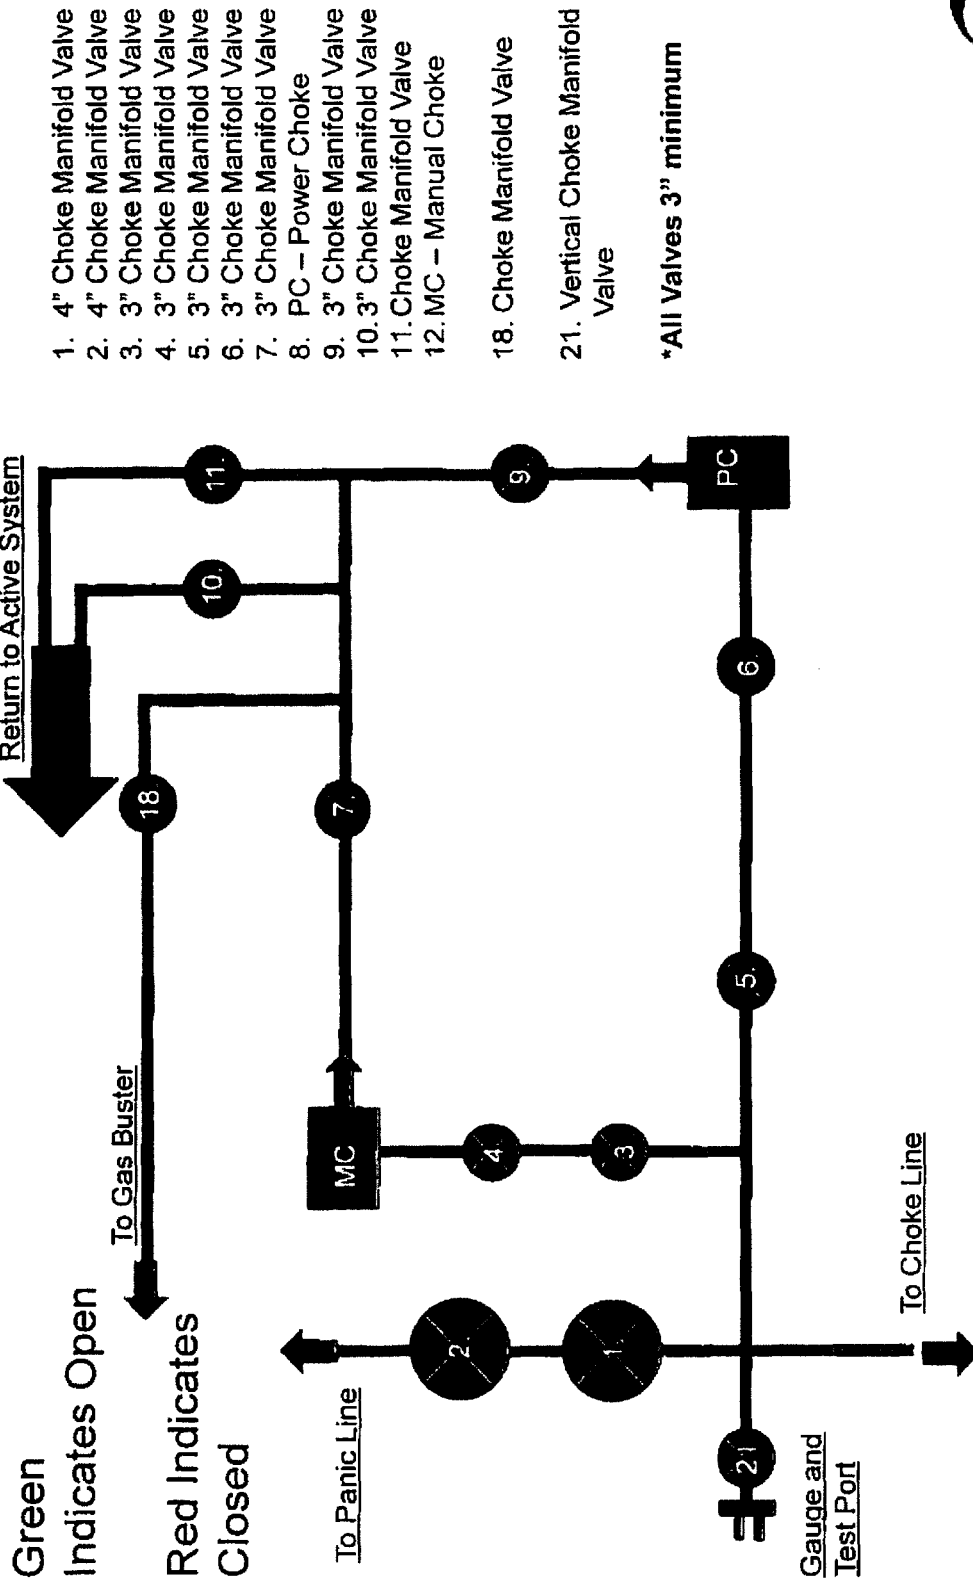 Green
Indicates Open
Red Indicates
Closed
To Gas Buster
Return to Active System
To Panic Line
Gauge and
Test Port
To Choke Line
MC
PC
1.
2.
3
4.
5.
6.
7.
9.
10.
11.
18
21
1. 4" Choke Manifold Valve
2. 4" Choke Manifold Valve
3. 3" Choke Manifold Valve
4. 3" Choke Manifold Valve
5. 3" Choke Manifold Valve
6. 3" Choke Manifold Valve
7. 3" Choke Manifold Valve
8. PC – Power Choke
9. 3" Choke Manifold Valve
10. 3" Choke Manifold Valve
11. Choke Manifold Valve
12. MC – Manual Choke
18. Choke Manifold Valve
21. Vertical Choke Manifold
Valve
*All Valves 3" minimum